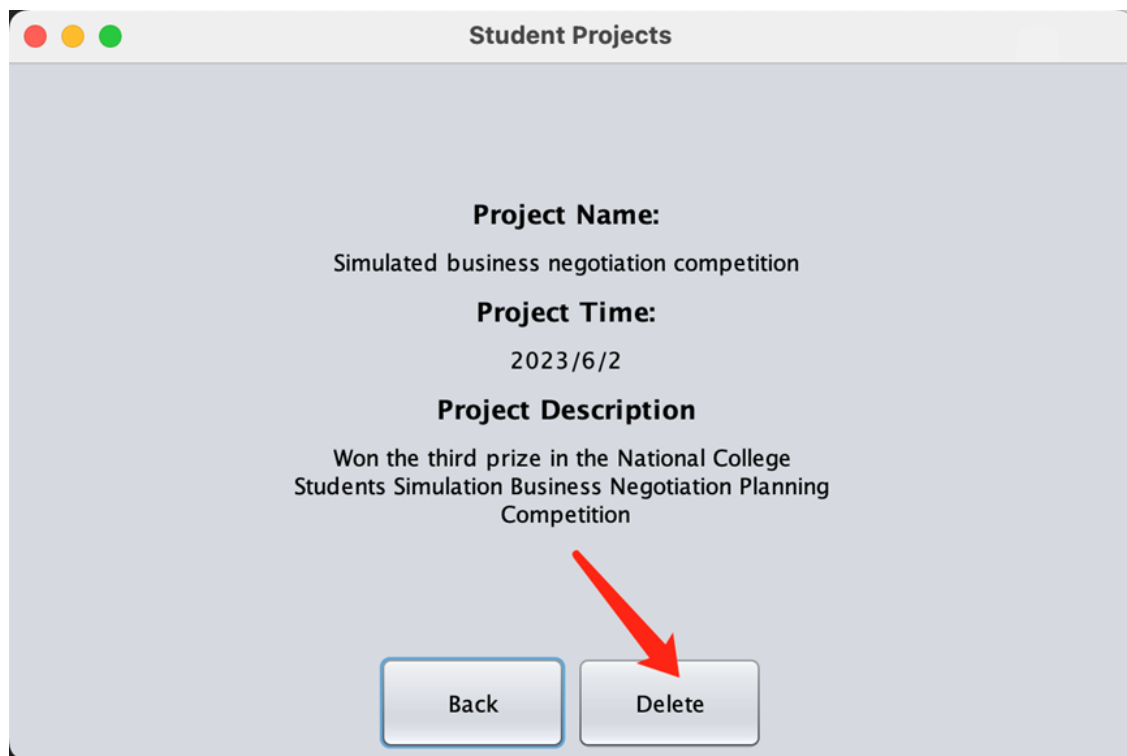 Student Projects
Project Name:
Simulated business negotiation competition
Project Time:
2023/6/2
Project Description
Won the third prize in the National College
Students Simulation Business Negotiation Planning
Competition
Back
Delete